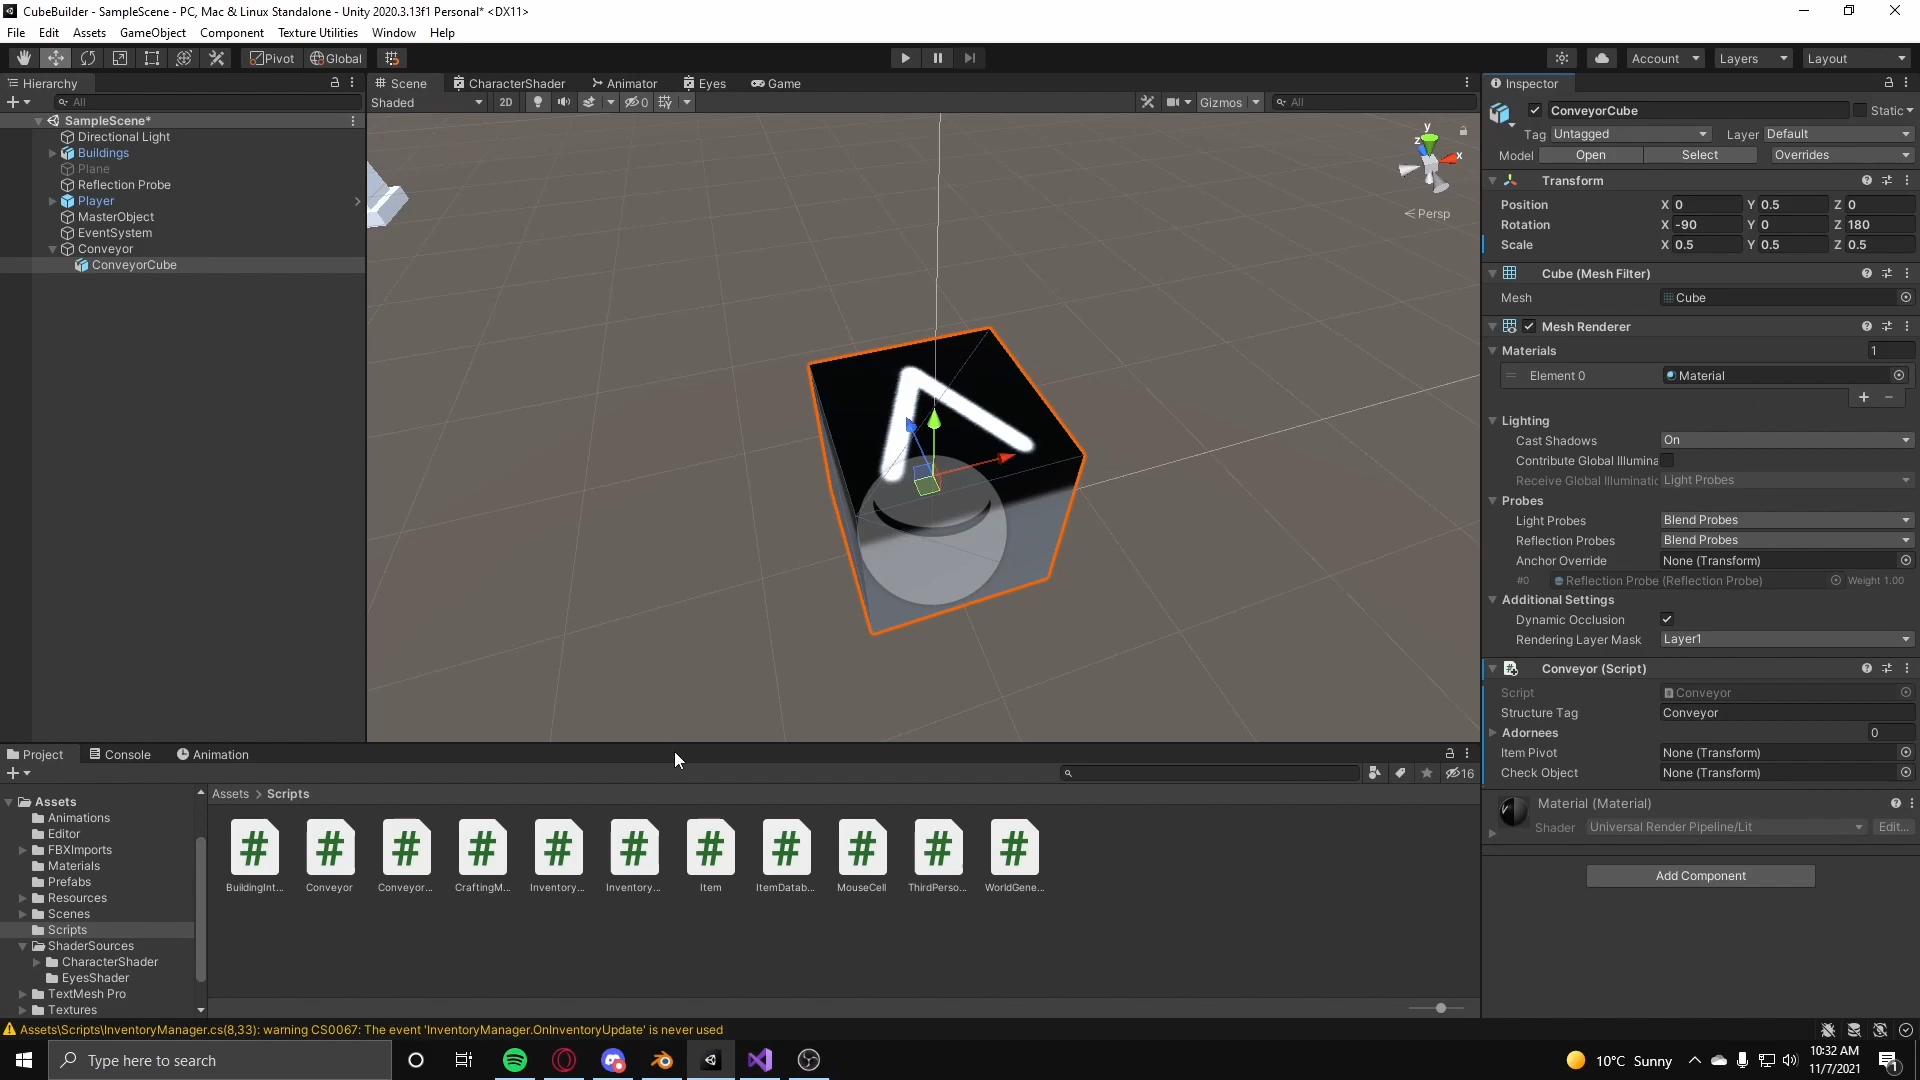 CubeBuilder - SampleScene - PC, Mac & Linux Standalone - Unity 2020.3.13f1 Personal* <DX11>
File Edit Assets GameObject Component Texture Utilities Window Help
Pivot Global Account Layers Layout
Hierarchy
All
SampleScene*
Directional Light
Buildings
Plane
Reflection Probe
Player
MasterObject
EventSystem
Conveyor
ConveyorCube
Scene CharacterShader Animator Eyes Game
Shaded 2D 0 Gizmos All
y
z
x
Persp
Inspector
ConveyorCube Static
Tag Untagged Layer Default
Model Open Select Overrides
Transform
Position X 0 Y 0.5 Z 0
Rotation X -90 Y 0 Z 180
Scale X 0.5 Y 0.5 Z 0.5
Cube (Mesh Filter)
Mesh Cube
Mesh Renderer
Materials 1
Element 0 Material
Lighting
Cast Shadows On
Contribute Global Illumina
Receive Global Illuminatic Light Probes
Probes
Light Probes Blend Probes
Reflection Probes Blend Probes
Anchor Override None (Transform)
#0 Reflection Probe (Reflection Probe) Weight 1.00
Additional Settings
Dynamic Occlusion
Rendering Layer Mask Layer1
Conveyor (Script)
Script Conveyor
Structure Tag Conveyor
Adornees 0
Item Pivot None (Transform)
Check Object None (Transform)
Material (Material)
Shader Universal Render Pipeline/Lit Edit...
Add Component
Project Console Animation
16
Assets
Animations
Editor
FBXImports
Materials
Prefabs
Resources
Scenes
Scripts
ShaderSources
CharacterShader
EyesShader
TextMesh Pro
Textures
Assets > Scripts
BuildingInt... Conveyor Conveyor... CraftingM... Inventory... Inventory... Item ItemDatab... MouseCell ThirdPerso... WorldGene...
Assets\Scripts\InventoryManager.cs(8,33): warning CS0067: The event 'InventoryManager.OnInventoryUpdate' is never used
Type here to search
10°C Sunny
10:32 AM
11/7/2021
1